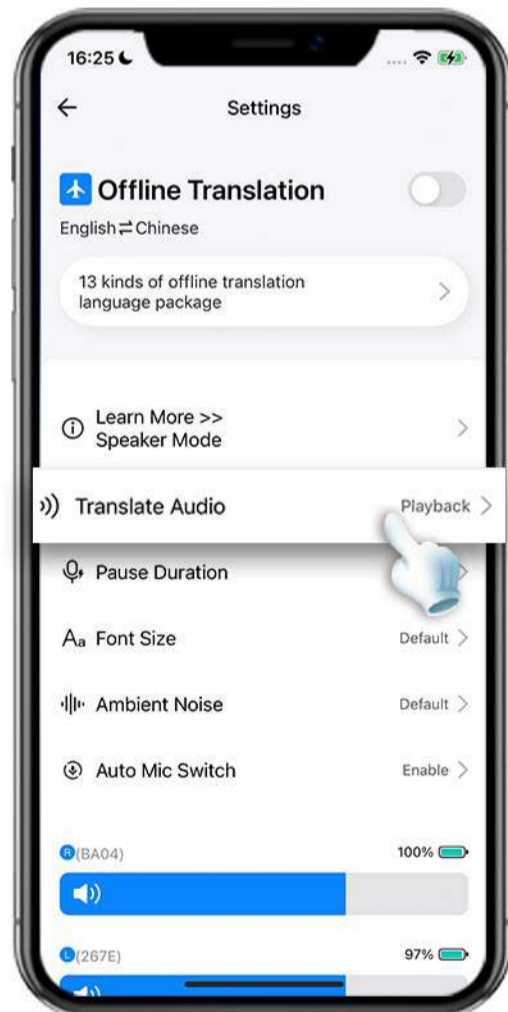 16:25
Settings
Offline Translation
English⇌Chinese
13 kinds of offline translation
language package
Learn More >>
Speaker Mode
Translate Audio Playback
Pause Duration
Aa Font Size Default
Ambient Noise Default
Auto Mic Switch Enable
R (BA04) 100%
L (267E) 97%